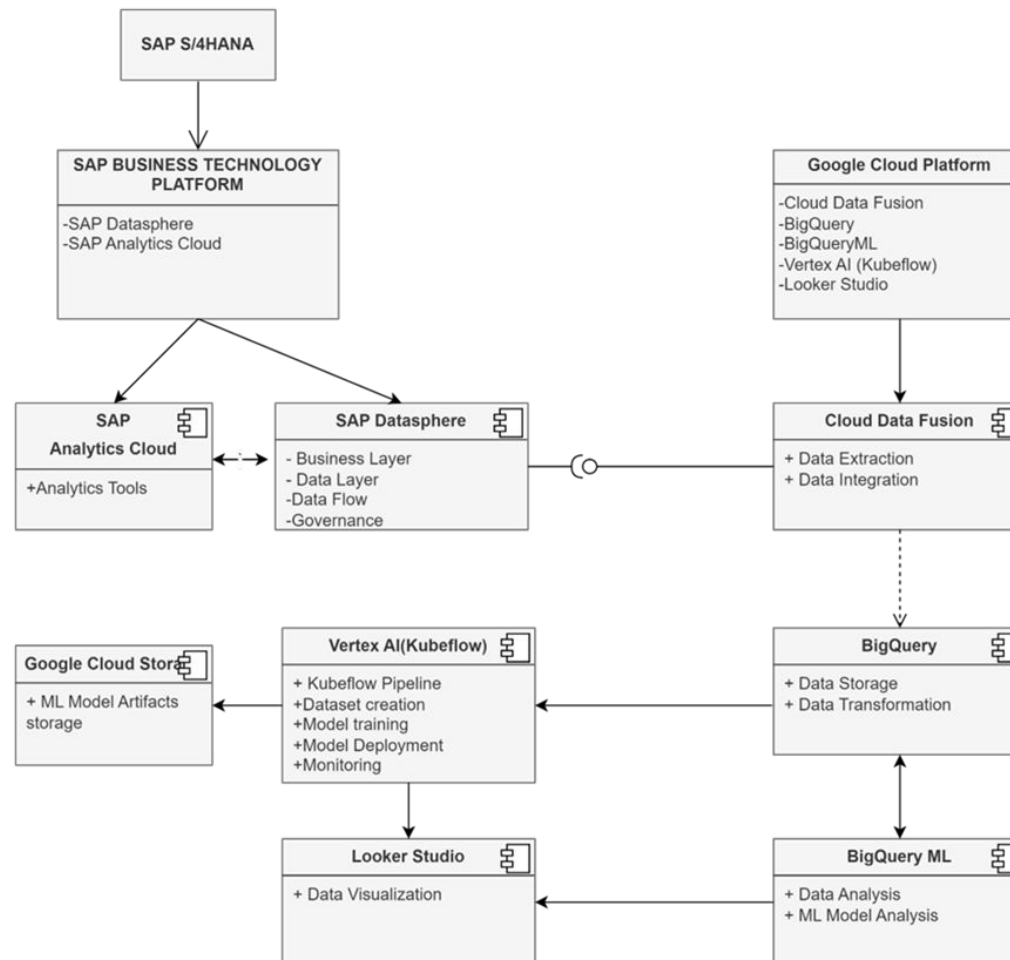 SAP S/4HANA
SAP BUSINESS TECHNOLOGY
PLATFORM
-SAP Datasphere
-SAP Analytics Cloud
Google Cloud Platform
-Cloud Data Fusion
-BigQuery
-BigQueryML
-Vertex AI (Kubeflow)
-Looker Studio
SAP
Analytics Cloud
+Analytics Tools
SAP Datasphere
- Business Layer
- Data Layer
-Data Flow
-Governance
Cloud Data Fusion
+ Data Extraction
+ Data Integration
Google Cloud Stora
+ ML Model Artifacts
storage
Vertex AI(Kubeflow)
+ Kubeflow Pipeline
+Dataset creation
+Model training
+Model Deployment
+Monitoring
BigQuery
+ Data Storage
+ Data Transformation
Looker Studio
+ Data Visualization
BigQuery ML
+ Data Analysis
+ ML Model Analysis